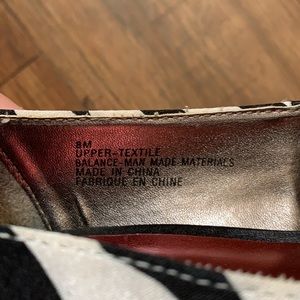 8M
UPPER-TEXTILE
BALANCE-MAN MADE MATERIALS
MADE IN CHINA
FABRIQUE EN CHINE